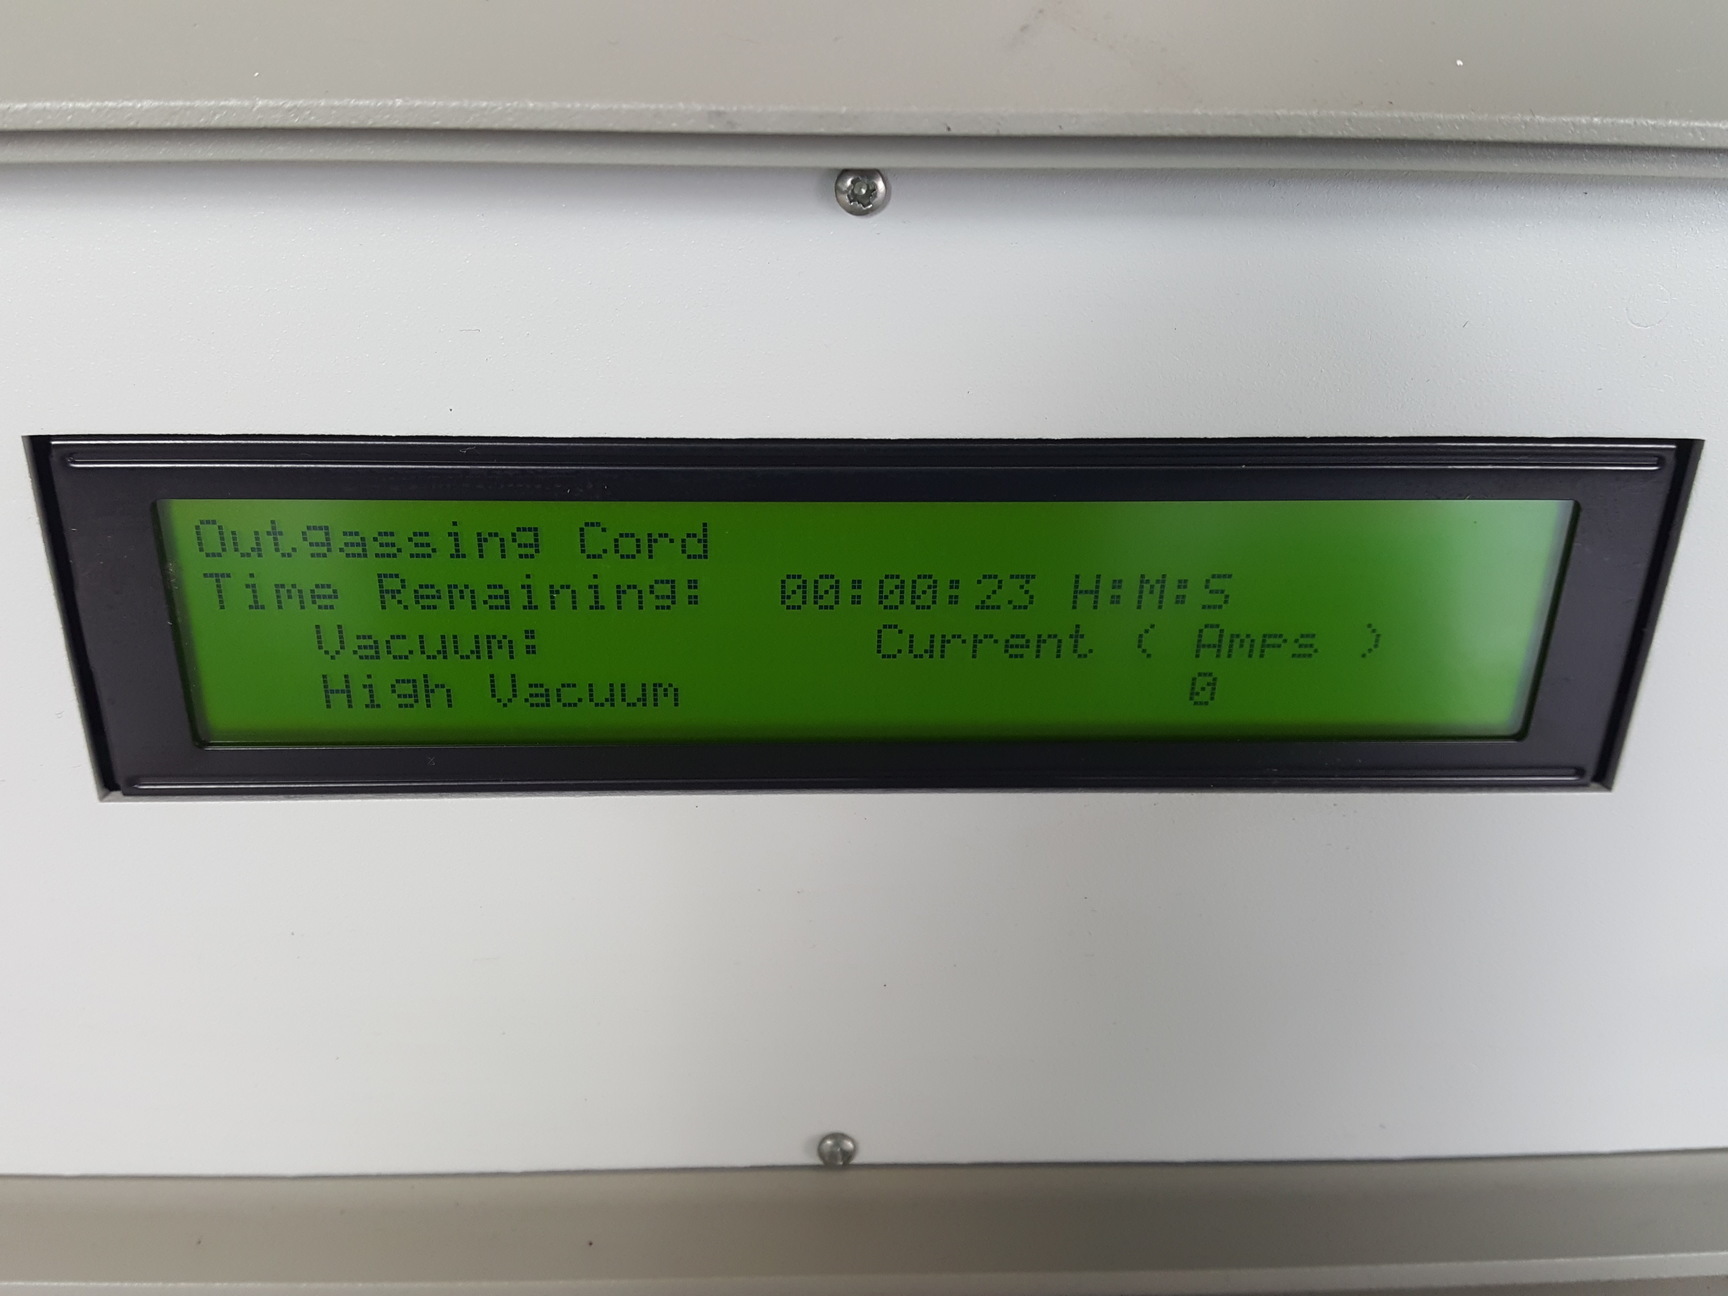 Outgassing Cord
Time Remaining: 00:00:23 H:M:S
Vacuum: Current ( Amps )
High Vacuum 0